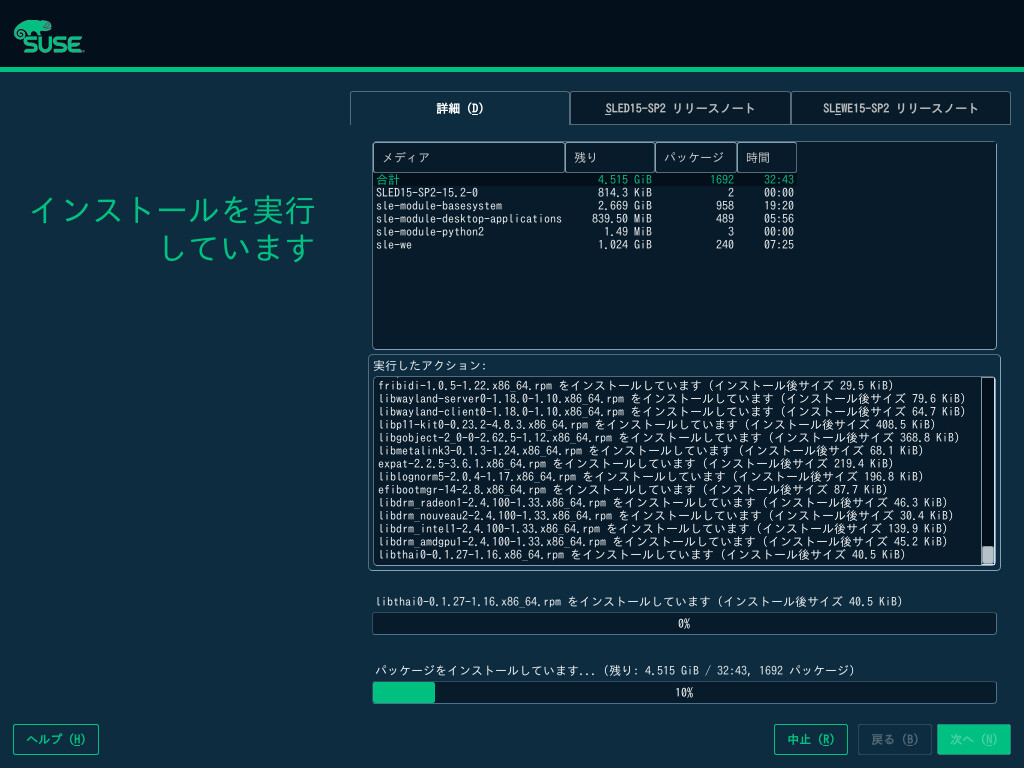 SUSE
詳細 (D)
SLED15-SP2 リリースノート
SLEWE15-SP2 リリースノート
インストールを実行
しています
メディア 残り パッケージ 時間
合計 4.515 GiB 1692 32:43
SLED15-SP2-15.2-0 814.3 KiB 2 00:00
sle-module-basesystem 2.669 GiB 958 19:20
sle-module-desktop-applications 839.50 MiB 489 05:56
sle-module-python2 1.49 MiB 3 00:00
sle-we 1.024 GiB 240 07:25
実行したアクション:
fribidi-1.0.5-1.22.x86_64.rpm をインストールしています (インストール後サイズ 29.5 KiB)
libwayland-server0-1.18.0-1.10.x86_64.rpm をインストールしています (インストール後サイズ 79.6 KiB)
libwayland-client0-1.18.0-1.10.x86_64.rpm をインストールしています (インストール後サイズ 64.7 KiB)
libp11-kit0-0.23.2-4.8.3.x86_64.rpm をインストールしています (インストール後サイズ 408.5 KiB)
libgobject-2_0-0-2.62.5-1.12.x86_64.rpm をインストールしています (インストール後サイズ 368.8 KiB)
libmetalink3-0.1.3-1.24.x86_64.rpm をインストールしています (インストール後サイズ 68.1 KiB)
expat-2.2.5-3.6.1.x86_64.rpm をインストールしています (インストール後サイズ 219.4 KiB)
liblognorm5-2.0.4-1.17.x86_64.rpm をインストールしています (インストール後サイズ 196.8 KiB)
efibootmgr-14-2.8.x86_64.rpm をインストールしています (インストール後サイズ 87.7 KiB)
libdrm_radeon1-2.4.100-1.33.x86_64.rpm をインストールしています (インストール後サイズ 46.3 KiB)
libdrm_nouveau2-2.4.100-1.33.x86_64.rpm をインストールしています (インストール後サイズ 30.4 KiB)
libdrm_intel1-2.4.100-1.33.x86_64.rpm をインストールしています (インストール後サイズ 139.9 KiB)
libdrm_amdgpu1-2.4.100-1.33.x86_64.rpm をインストールしています (インストール後サイズ 45.2 KiB)
libthai0-0.1.27-1.16.x86_64.rpm をインストールしています (インストール後サイズ 40.5 KiB)
libthai0-0.1.27-1.16.x86_64.rpm をインストールしています (インストール後サイズ 40.5 KiB)
0%
パッケージをインストールしています... (残り: 4.515 GiB / 32:43, 1692 パッケージ)
10%
ヘルプ (H)
中止 (R)
戻る (B)
次へ (N)